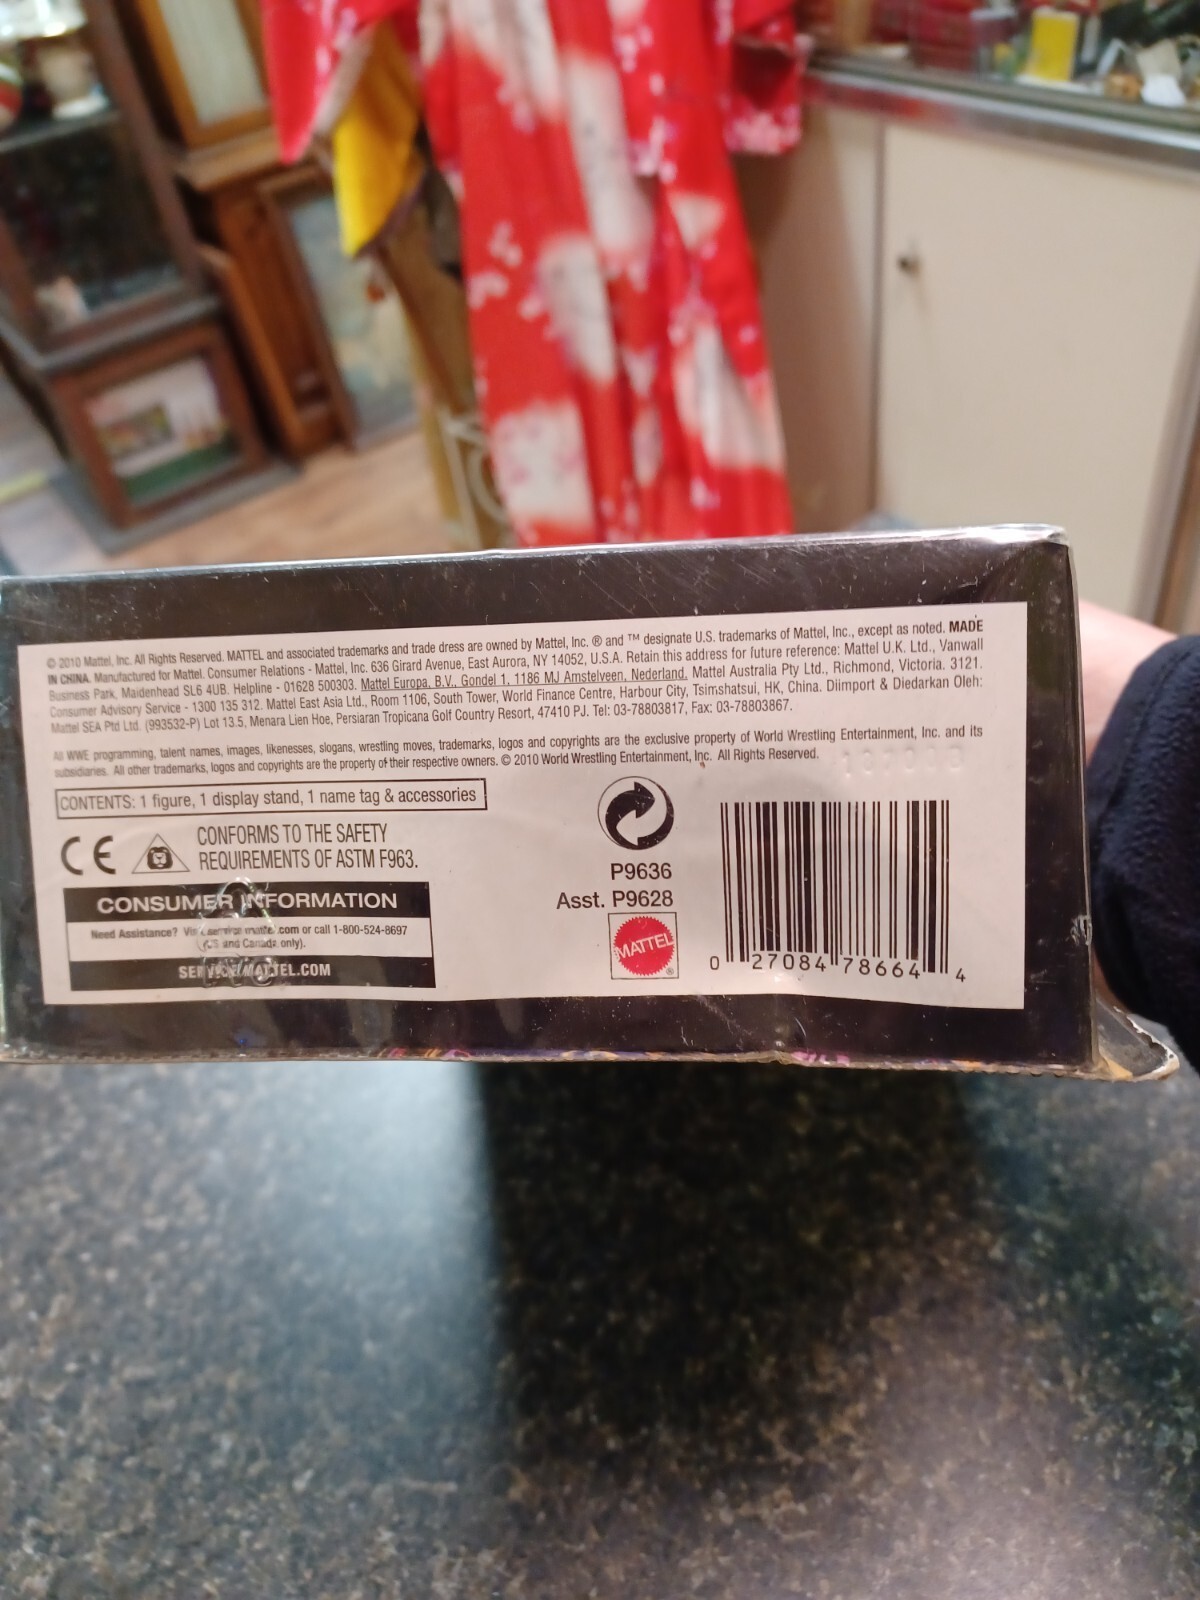 © 2010 Mattel, Inc. All Rights Reserved. MATTEL and associated trademarks and trade dress are owned by Mattel, Inc. ® and ™ designate U.S. trademarks of Mattel, Inc., except as noted. MADE
IN CHINA. Manufactured for Mattel. Consumer Relations - Mattel, Inc. 636 Girard Avenue, East Aurora, NY 14052, U.S.A. Retain this address for future reference: Mattel U.K. Ltd., Vanwall
Business Park, Maidenhead SL6 4UB. Helpline - 01628 500303. Mattel Europa, B.V., Gondel 1, 1186 MJ Amstelveen, Nederland. Mattel Australia Pty Ltd., Richmond, Victoria. 3121.
Consumer Advisory Service - 1300 135 312. Mattel East Asia Ltd., Room 1106, South Tower, World Finance Centre, Harbour City, Tsimshatsui, HK, China. Diimport & Diedarkan Oleh:
Mattel SEA Ptd Ltd. (993532-P) Lot 13.5, Menara Lien Hoe, Persiaran Tropicana Golf Country Resort, 47410 PJ. Tel: 03-78803817, Fax: 03-78803867.
All WWE programming, talent names, images, likenesses, slogans, wrestling moves, trademarks, logos and copyrights are the exclusive property of World Wrestling Entertainment, Inc. and its
subsidiaries. All other trademarks, logos and copyrights are the property of their respective owners. © 2010 World Wrestling Entertainment, Inc. All Rights Reserved.
CONTENTS: 1 figure, 1 display stand, 1 name tag & accessories
CE
CONFORMS TO THE SAFETY
REQUIREMENTS OF ASTM F963.
CONSUMER INFORMATION
Need Assistance? Visit service.mattel.com or call 1-800-524-8697
(US and Canada only).
SERVICE.MATTEL.COM
P9636
Asst. P9628
MATTEL ®
0 27084 78664 4